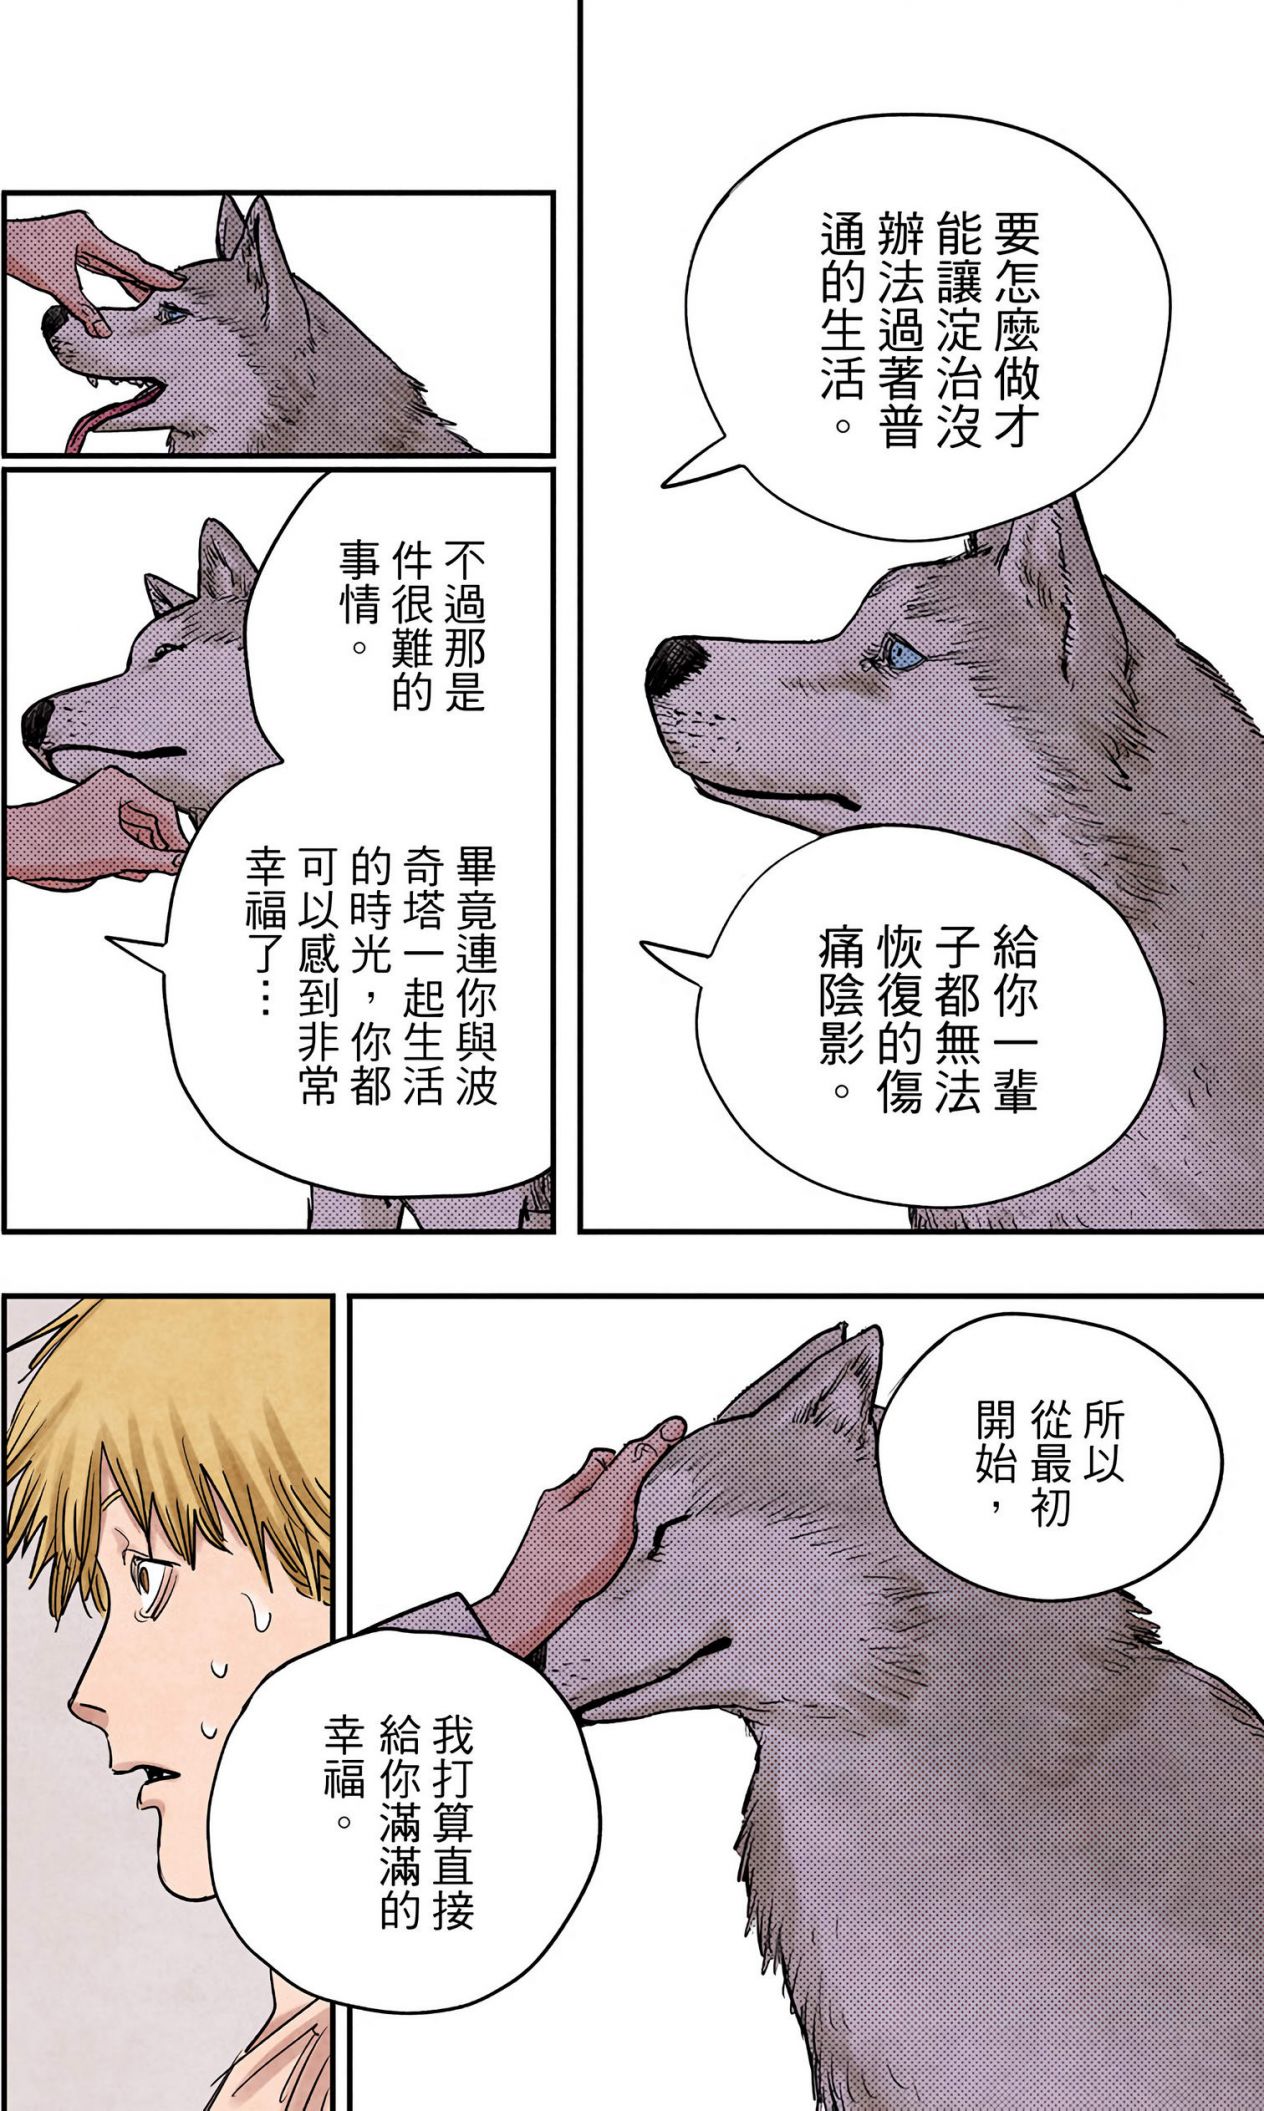 要怎麼做才
能讓淀治沒
辦法過著普
通的生活。
給你一輩
子都無法
恢復的傷
痛陰影。
不過那是
件很難的
事情。
畢竟連你與波
奇塔一起生活
的時光，你都
可以感到非常
幸福了…
所以
從最初
開始，
我打算直接
給你滿滿的
幸福。